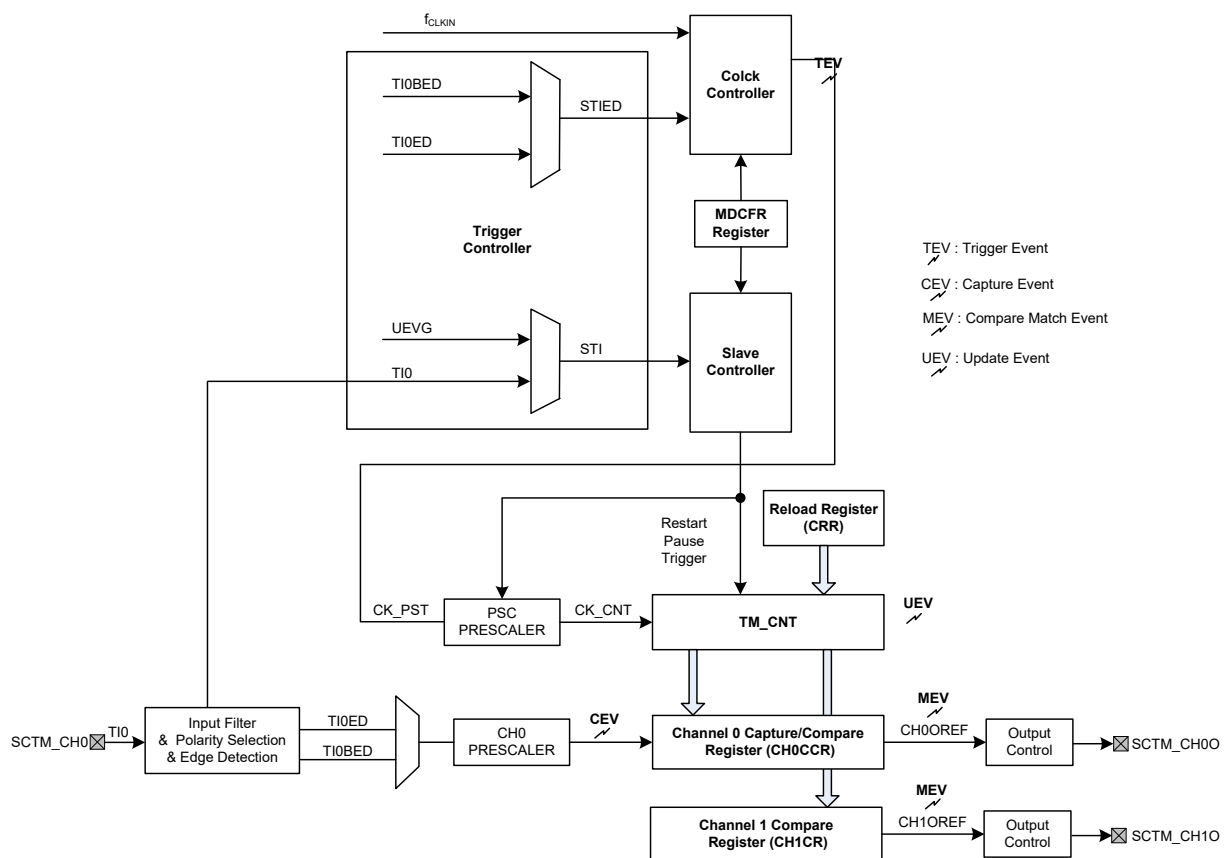 fCLKIN
TEV
Colck
Controller
TI0BED
STIED
TI0ED
MDCFR
Register
Trigger
Controller
TEV : Trigger Event
CEV : Capture Event
MEV : Compare Match Event
UEV : Update Event
UEVG
STI
TI0
Slave
Controller
Reload Register
(CRR)
Restart
Pause
Trigger
UEV
CK_PST
PSC
PRESCALER
CK_CNT
TM_CNT
SCTM_CH0
TI0
Input Filter
& Polarity Selection
& Edge Detection
TI0ED
TI0BED
CH0
PRESCALER
CEV
Channel 0 Capture/Compare
Register (CH0CCR)
MEV
CH0OREF
Output
Control
SCTM_CH0O
Channel 1 Compare
Register (CH1CR)
MEV
CH1OREF
Output
Control
SCTM_CH1O